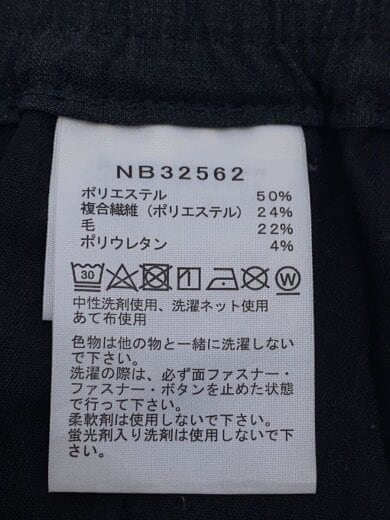 NB32562
ポリエステル 50%
複合繊維 (ポリエステル) 24%
毛 22%
ポリウレタン 4%
30 W
中性洗剤使用、洗濯ネット使用
あて布使用
色物は他の物と一緒に洗濯しない
で下さい。
洗濯の際は、必ず面ファスナー・
ファスナー・ボタンを止めた状態
で行って下さい。
柔軟剤は使用しないで下さい。
蛍光剤入り洗剤は使用しないで下
さい。